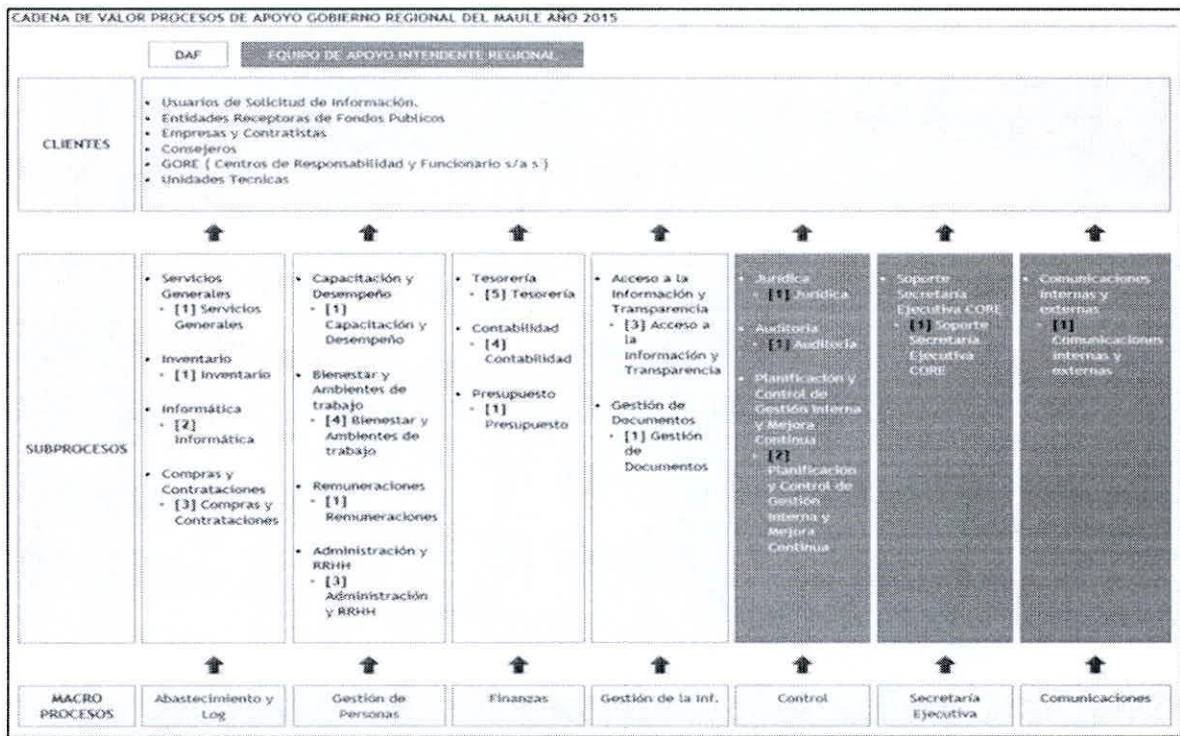 CADENA DE VALOR PROCESOS DE APOYO GOBIERNO REGIONAL DEL MAULE AÑO 2015
DAF
EQUIPO DE APOYO INTENDENTE REGIONAL
CLIENTES
• Usuarios de Solicitud de Información.
• Entidades Receptoras de Fondos Publicos
• Empresas y Contratistas
• Consejeros
• GORE ( Centros de Responsabilidad y Funcionario s/a s )
• Unidades Tecnicas
SUBPROCESOS
• Servicios
Generales
- [1] Servicios
Generales
• Inventario
- [1] Inventario
• Informática
- [2]
Informática
• Compras y
Contrataciones
- [3] Compras y
Contrataciones
• Capacitación y
Desempeño
- [1]
Capacitación y
Desempeño
• Bienestar y
Ambientes de
trabajo
- [4] Bienestar y
Ambientes de
trabajo
• Remuneraciones
- [1]
Remuneraciones
• Administración y
RRHH
- [3]
Administración
y RRHH
• Tesorería
- [5] Tesorería
• Contabilidad
- [4]
Contabilidad
• Presupuesto
- [1]
Presupuesto
• Acceso a la
Información y
Transparencia
- [3] Acceso a
la
Información y
Transparencia
• Gestión de
Documentos
- [1] Gestión
de
Documentos
• Jurídica
- [1] Jurídica
• Auditoria
- [1] Auditoria
• Planificación y
Control de
Gestión Interna
y Mejora
Continua
- [2]
Planificación
y Control de
Gestión
Interna y
Mejora
Continua
• Soporte
Secretaría
Ejecutiva CORE
- [1] Soporte
Secretaría
Ejecutiva
CORE
• Comunicaciones
internas y
externas
- [1]
Comunicaciones
internas y
externas
MACRO
PROCESOS
Abastecimiento y
Log
Gestión de
Personas
Finanzas
Gestión de la Inf.
Control
Secretaría
Ejecutiva
Comunicaciones